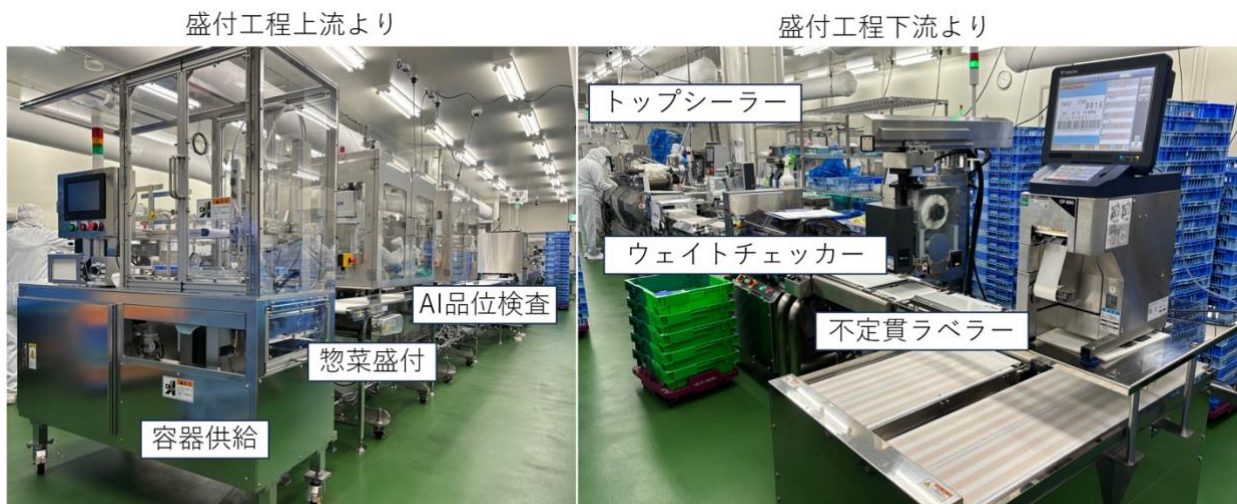 盛付工程上流より
盛付工程下流より
AI品位検査
惣菜盛付
容器供給
トップシーラー
ウェイトチェッカー
不定貫ラベラー